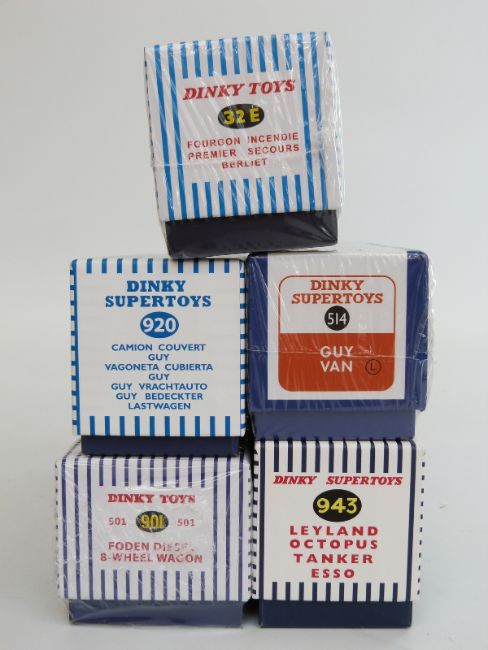 DINKY TOYS
32 E
FOURGON INCENDIE
PREMIER SECOURS
BERLIET
DINKY
SUPERTOYS
920
CAMION COUVERT
GUY
VAGONETA CUBIERTA
GUY
GUY VRACHTAUTO
GUY BEDECKTER
LASTWAGEN
DINKY
SUPERTOYS
514
GUY
VAN
L
DINKY TOYS
501 901 501
FODEN DIESEL
8-WHEEL WAGON
DINKY SUPERTOYS
943
LEYLAND
OCTOPUS
TANKER
ESSO